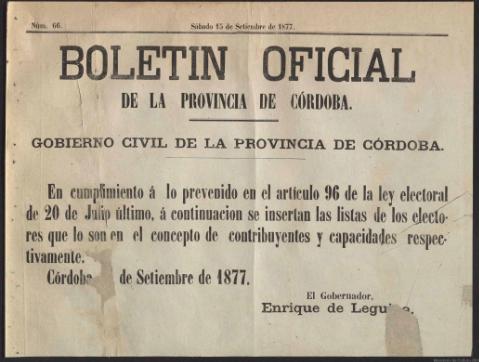 Núm. 66.
Sábado 15 de Setiembre de 1877.
BOLETIN OFICIAL
DE LA PROVINCIA DE CÓRDOBA.
GOBIERNO CIVIL DE LA PROVINCIA DE CÓRDOBA.
En cumplimiento á lo prevenido en el artículo 96 de la ley electoral
de 20 de Julio último, á continuacion se insertan las listas de los electo-
res que lo son en el concepto de contribuyentes y capacidades respec-
tivamente.
Córdoba de Setiembre de 1877.
El Gobernador,
Enrique de